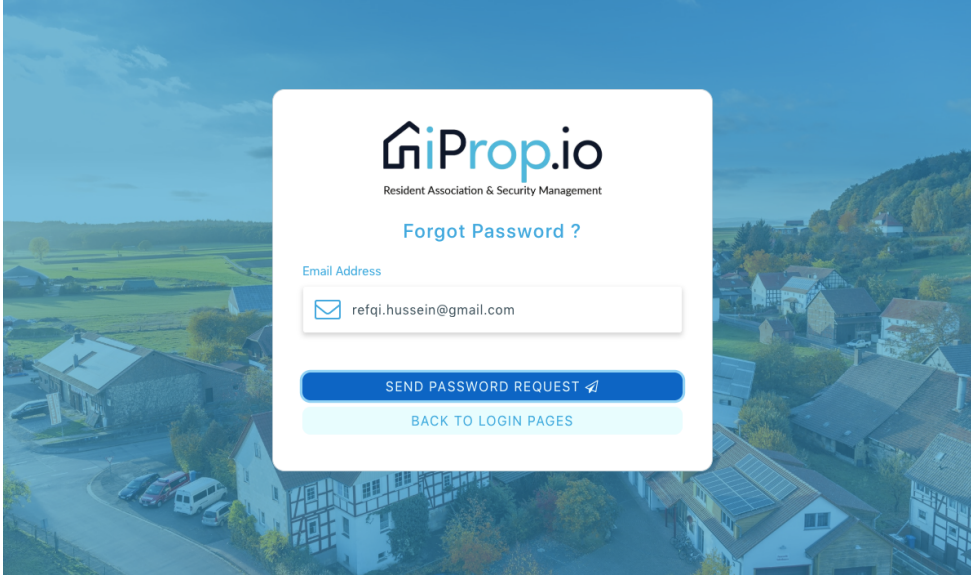 iProp.io
Resident Association & Security Management
Forgot Password ?
Email Address
refqi.hussein@gmail.com
SEND PASSWORD REQUEST
BACK TO LOGIN PAGES